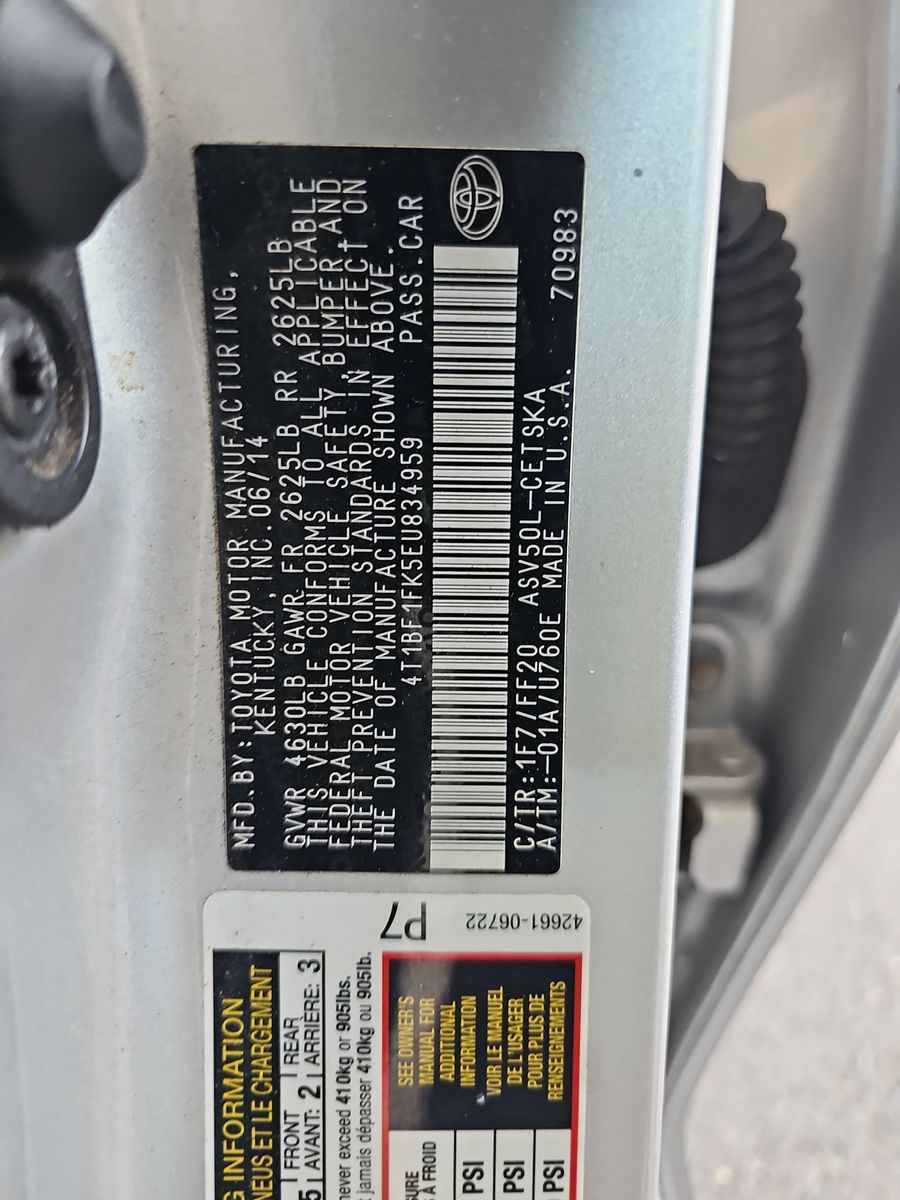 MFD.BY:TOYOTA MOTOR MANUFACTURING,
KENTUCKY,INC.06/14
GVWR 4630LB GAWR FR 2625LB RR 2625LB
THIS VEHICLE CONFORMS TO ALL APPLICABLE
FEDERAL MOTOR VEHICLE SAFETY,BUMPER,AND
THEFT PREVENTION STANDARDS IN EFFECT ON
THE DATE OF MANUFACTURE SHOWN ABOVE.
4T1BF1FK5EU834959 PASS.CAR
C/TR:1F7/FF20 ASV50L-CETSKA
A/TM:-01A/U760E MADE IN U.S.A. 70983
P7
42661-06722
G INFORMATION
NEUS ET LE CHARGEMENT
5 FRONT AVANT: 2 REAR ARRIÈRE: 3
never exceed 410kg or 905lbs.
t jamais dépasser 410kg ou 905lb.
SEE OWNER'S
MANUAL FOR
ADDITIONAL
INFORMATION
VOIR LE MANUEL
DE L'USAGER
POUR PLUS DE
RENSEIGNEMENTS
SURE
À FROID
PSI
PSI
PSI